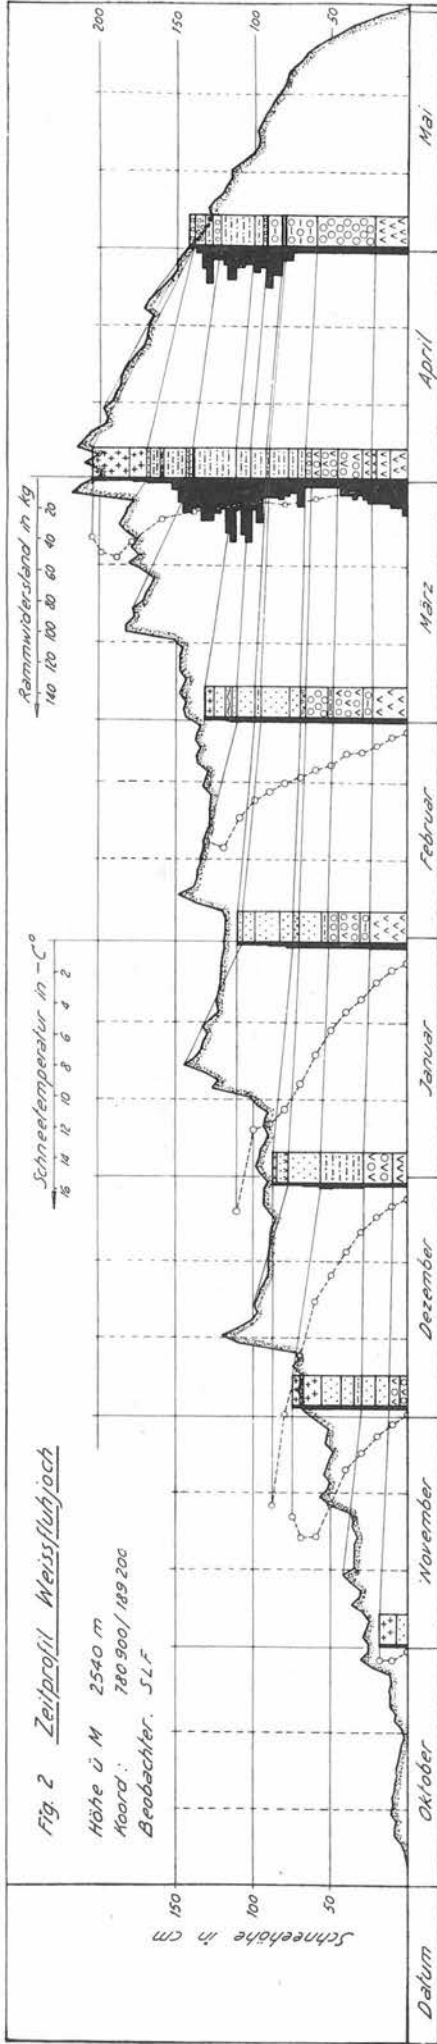 Fig. 2 Zeitprofil Weissfluhjoch
Höhe ü M 2540 m
Koord: 780 900 / 189 200
Beobachter. SLF
Schneehöhe in cm
150
100
50
Schneetemperatur in -C°
16 14 12 10 8 6 4 2
Rammwiderstand in Kg
140 120 100 80 60 40 20
200
150
100
50
Datum Oktober November Dezember Januar Februar März April Mai